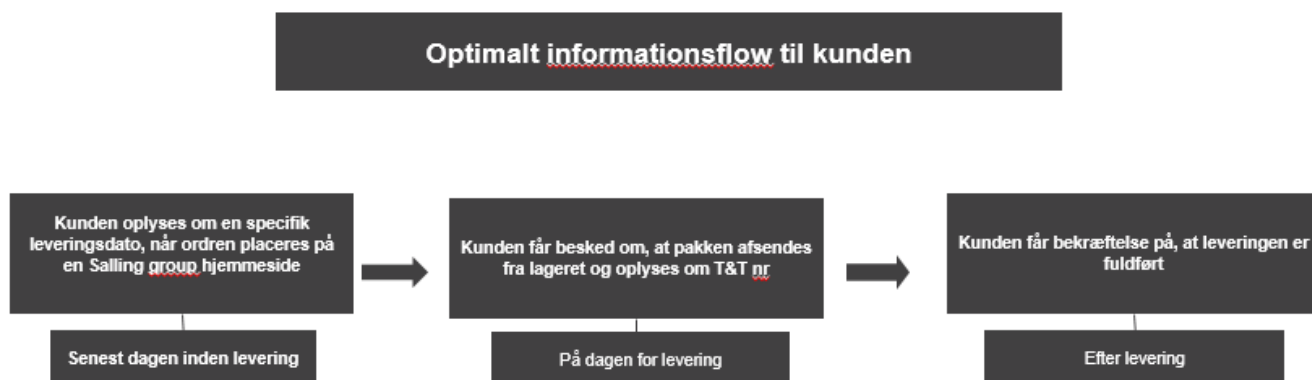 Optimalt informationsflow til kunden
Kunden oplyses om en specifik
leveringsdato, når ordren placeres på
en Salling group hjemmeside
Senest dagen inden levering
Kunden får besked om, at pakken afsendes
fra lageret og oplyses om T&T nr
På dagen for levering
Kunden får bekræftelse på, at leveringen er
fuldført
Efter levering